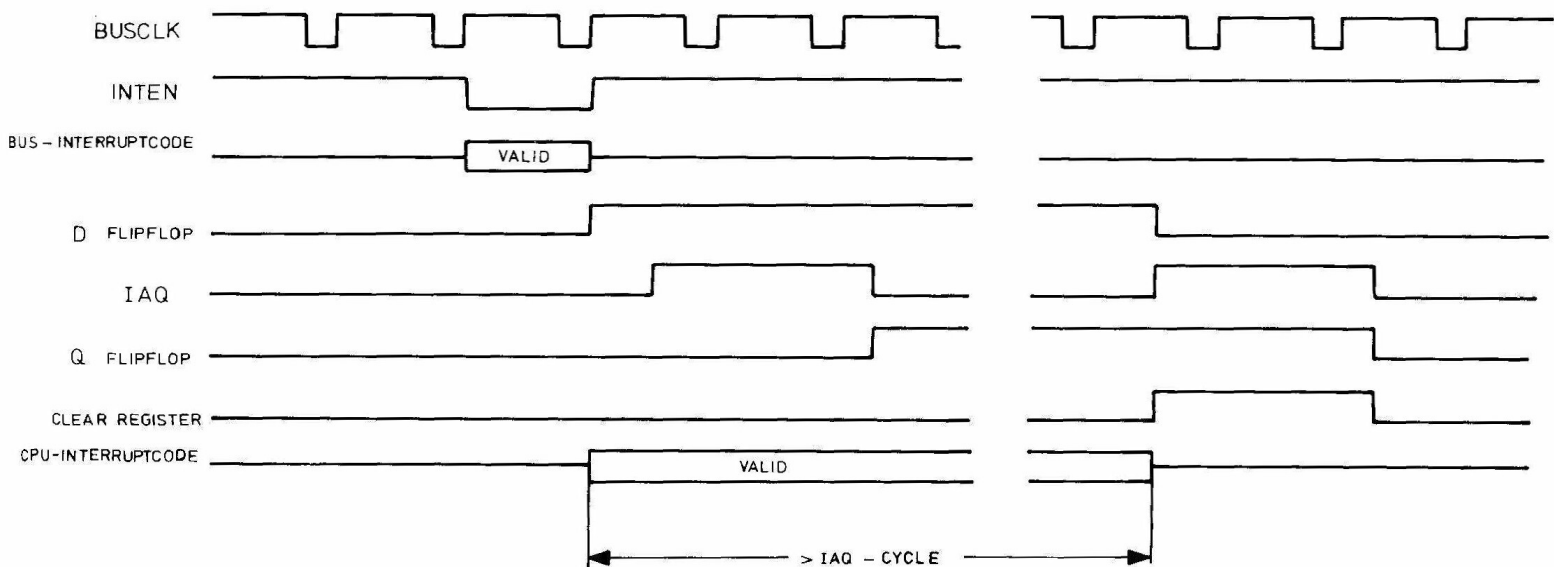 BUSCLK
INTEN
BUS-INTERRUPTCODE
VALID
D FLIPFLOP
IAQ
Q FLIPFLOP
CLEAR REGISTER
CPU-INTERRUPTCODE
VALID
> IAQ - CYCLE